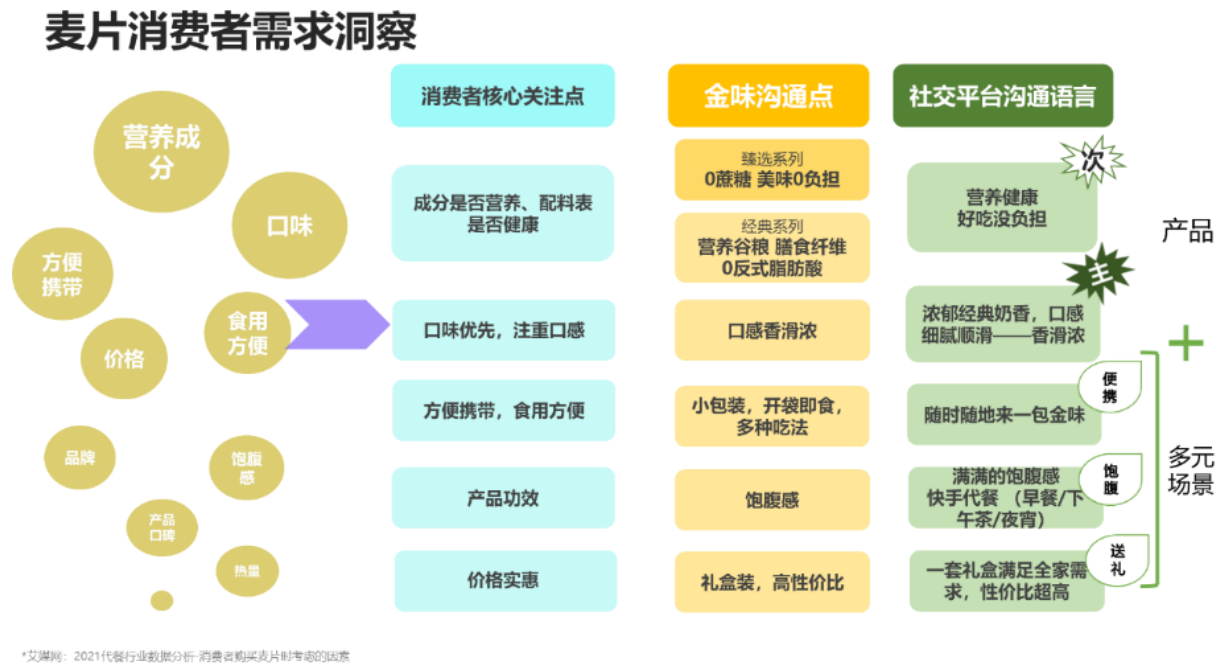 麦片消费者需求洞察
营养成
分
口味
方便
携带
食用
方便
价格
品牌
饱腹
感
产品
口碑
热量
消费者核心关注点
成分是否营养、配料表
是否健康
口味优先，注重口感
方便携带，食用方便
产品功效
价格实惠
金味沟通点
臻选系列
0蔗糖 美味0负担
经典系列
营养谷粮 膳食纤维
0反式脂肪酸
口感香滑浓
小包装，开袋即食，
多种吃法
饱腹感
礼盒装，高性价比
社交平台沟通语言
次
营养健康
好吃没负担
主
浓郁经典奶香，口感
细腻顺滑——香滑浓
便
携
随时随地来一包金味
饱
腹
满满的饱腹感
快手代餐 （早餐/下
午茶/夜宵）
送
礼
一套礼盒满足全家需
求，性价比超高
产品
+
多元
场景
*艾媒网：2021代餐行业数据分析-消费者购买麦片时考虑的因素